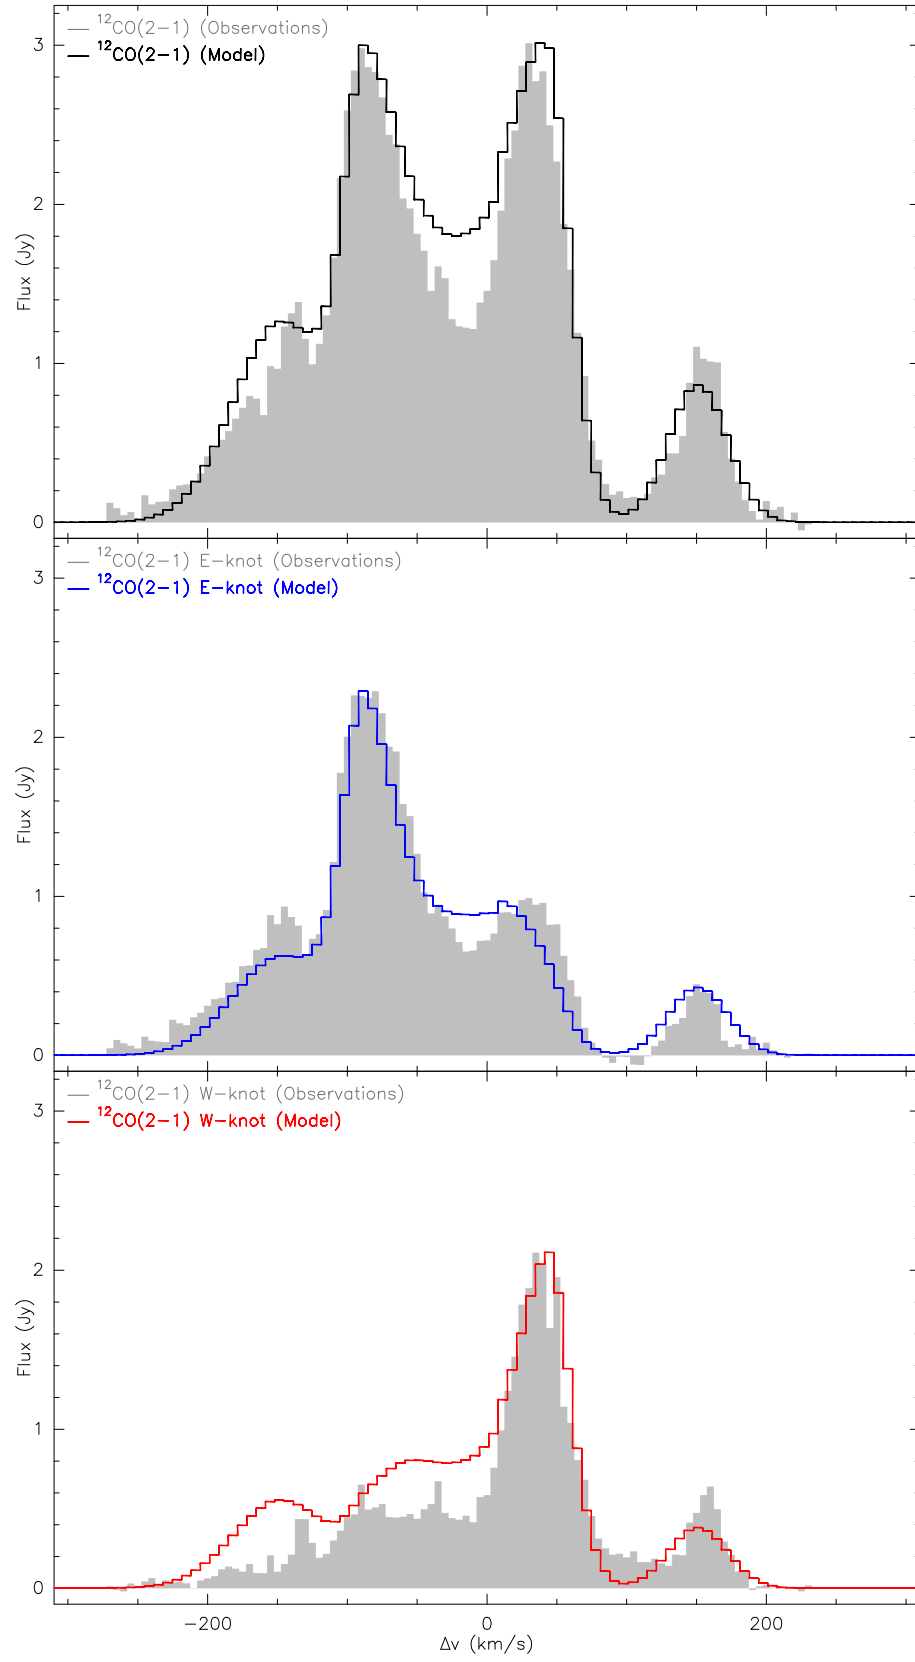 ¹²CO(2−1) (Observations)
¹²CO(2−1) (Model)
3
2
1
0
Flux (Jy)
¹²CO(2−1) E−knot (Observations)
¹²CO(2−1) E−knot (Model)
3
2
1
0
Flux (Jy)
¹²CO(2−1) W−knot (Observations)
¹²CO(2−1) W−knot (Model)
3
2
1
0
Flux (Jy)
−200 0 200
Δv (km/s)